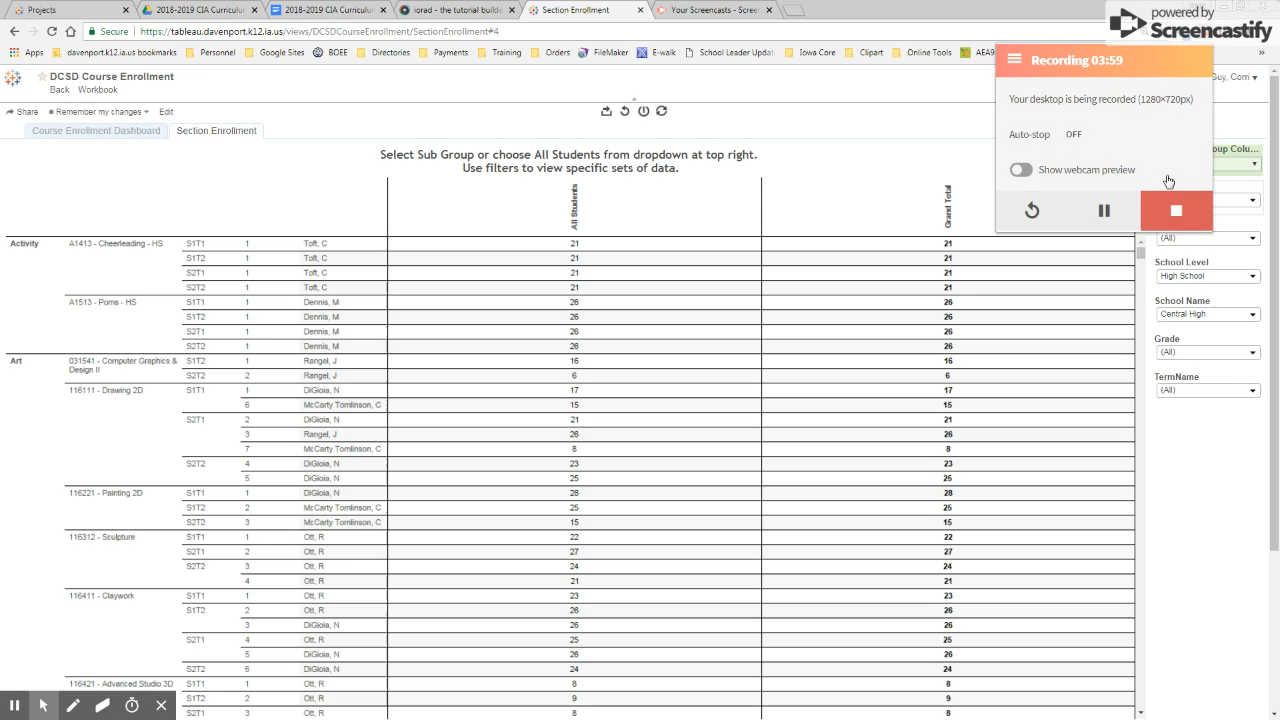 Projects
2018-2019 CIA Curriculum
2018-2019 CIA Curriculum
iorad - the tutorial builde
Section Enrollment
Your Screencasts - Screen
powered by
Screencastify
Secure https://tableau.davenport.k12.ia.us/views/DCSDCourseEnrollment/SectionEnrollment#4
Apps davenport.k12.ia.us bookmarks Personnel Google Sites BOEE Directories Payments Training Orders FileMaker E-walk School Leader Updat Iowa Core Clipart Online Tools AEA9
Recording 03:59
DCSD Course Enrollment
Guy, Corri
Back Workbook
Your desktop is being recorded (1280×720px)
Share Remember my changes Edit
Course Enrollment Dashboard Section Enrollment
Auto-stop OFF
Select Sub Group or choose All Students from dropdown at top right.
oup Colu...
Use filters to view specific sets of data.
Show webcam preview
All Students Grand Total
(All)
School Level
High School
School Name
Central High
Grade
(All)
TermName
(All)
Activity A1413 - Cheerleading - HS S1T1 1 Toft, C 21 21
S1T2 1 Toft, C 21 21
S2T1 1 Toft, C 21 21
S2T2 1 Toft, C 21 21
A1513 - Poms - HS S1T1 1 Dennis, M 26 26
S1T2 1 Dennis, M 26 26
S2T1 1 Dennis, M 26 26
S2T2 1 Dennis, M 26 26
Art 031541 - Computer Graphics & S1T2 1 Rangel, J 16 16
Design II S2T2 2 Rangel, J 6 6
116111 - Drawing 2D S1T1 1 DiGioia, N 17 17
6 McCarty Tomlinson, C 15 15
S2T1 2 DiGioia, N 21 21
3 Rangel, J 26 26
7 McCarty Tomlinson, C 8 8
S2T2 4 DiGioia, N 23 23
5 DiGioia, N 25 25
116221 - Painting 2D S1T1 1 DiGioia, N 28 28
S1T2 2 McCarty Tomlinson, C 25 25
S2T2 3 McCarty Tomlinson, C 15 15
116312 - Sculpture S1T1 1 Ott, R 22 22
S2T1 2 Ott, R 27 27
S2T2 3 Ott, R 24 24
4 Ott, R 21 21
116411 - Claywork S1T1 1 Ott, R 23 23
S1T2 2 Ott, R 26 26
3 DiGioia, N 26 26
S2T1 4 Ott, R 25 25
5 DiGioia, N 26 26
S2T2 6 DiGioia, N 24 24
116421 - Advanced Studio 3D S1T1 1 Ott, R 8 8
S1T2 2 Ott, R 9 9
S2T1 3 Ott, R 8 8